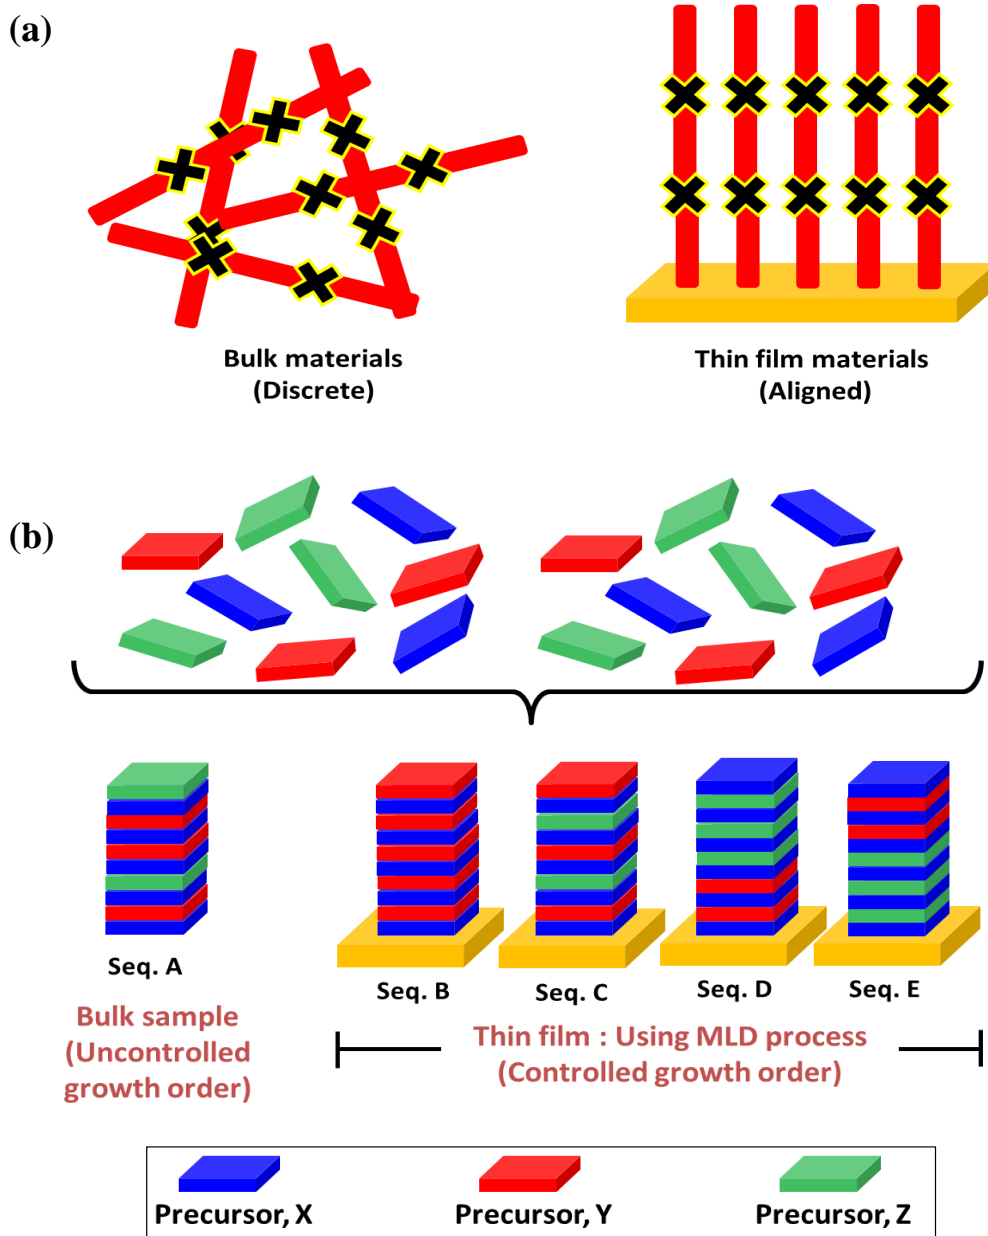 (a)
Bulk materials
(Discrete)
Thin film materials
(Aligned)
(b)
Seq. A
Seq. B
Seq. C
Seq. D
Seq. E
Bulk sample
(Uncontrolled
growth order)
Thin film : Using MLD process
(Controlled growth order)
Precursor, X
Precursor, Y
Precursor, Z